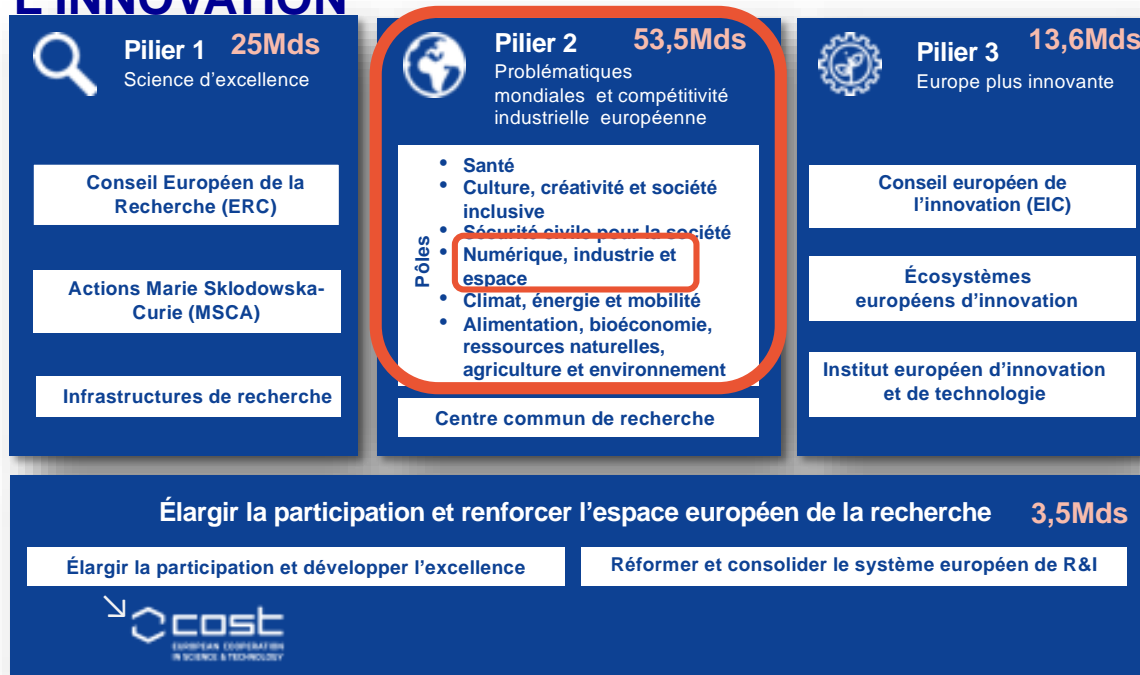 L'INNOVATION
Pilier 1 25Mds
Science d'excellence
Conseil Européen de la
Recherche (ERC)
Actions Marie Sklodowska-
Curie (MSCA)
Infrastructures de recherche
Pilier 2 53,5Mds
Problématiques
mondiales et compétitivité
industrielle européenne
Pôles
• Santé
• Culture, créativité et société
inclusive
• Sécurité civile pour la société
• Numérique, industrie et
espace
• Climat, énergie et mobilité
• Alimentation, bioéconomie,
ressources naturelles,
agriculture et environnement
Centre commun de recherche
Pilier 3 13,6Mds
Europe plus innovante
Conseil européen de
l'innovation (EIC)
Écosystèmes
européens d'innovation
Institut européen d'innovation
et de technologie
Élargir la participation et renforcer l'espace européen de la recherche 3,5Mds
Élargir la participation et développer l'excellence
Réformer et consolider le système européen de R&I
cost
EUROPEAN COOPERATION
IN SCIENCE & TECHNOLOGY